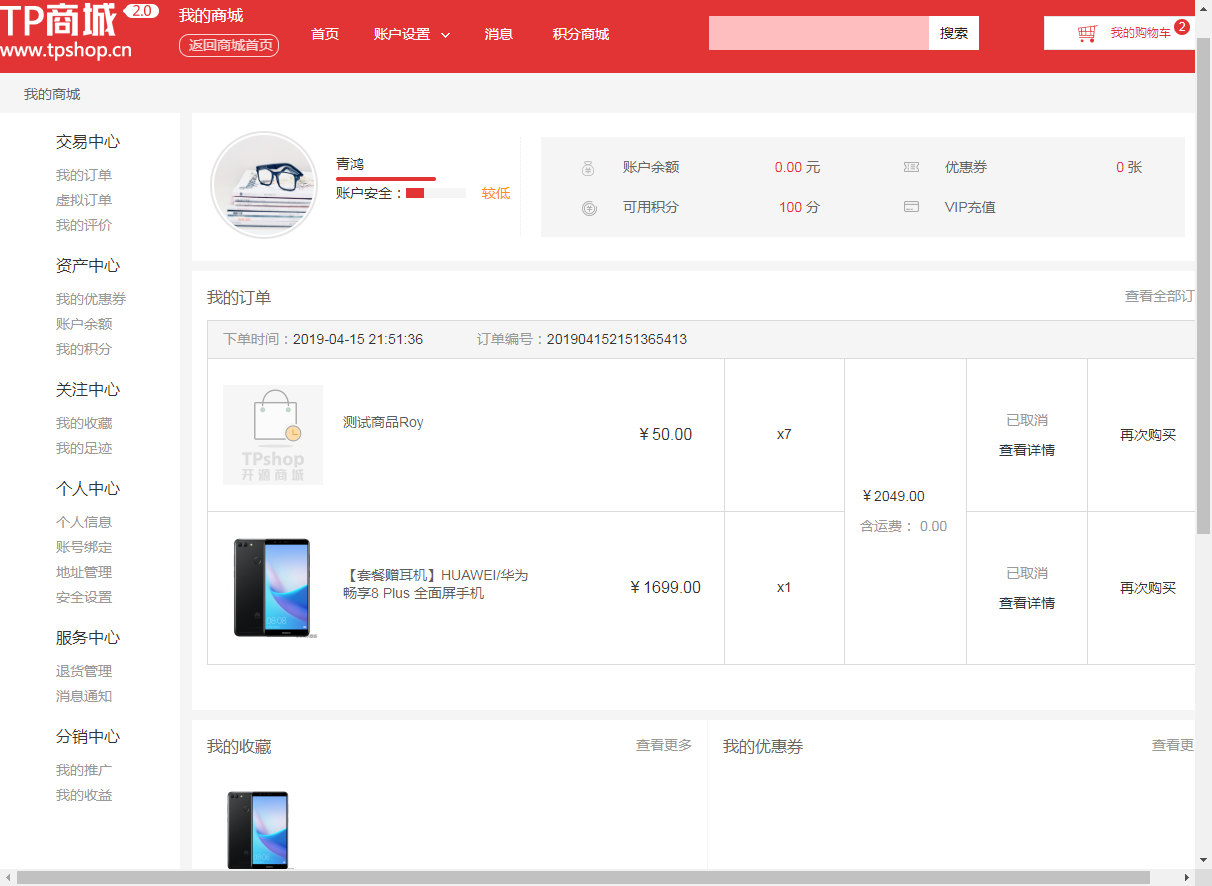 TP商城 2.0
www.tpshop.cn
我的商城
返回商城首页
首页
账户设置
消息
积分商城
搜索
我的购物车 2
我的商城
交易中心
我的订单
虚拟订单
我的评价
资产中心
我的优惠券
账户余额
我的积分
关注中心
我的收藏
我的足迹
个人中心
个人信息
账号绑定
地址管理
安全设置
服务中心
退货管理
消息通知
分销中心
我的推广
我的收益
青鸿
账户安全： 较低
账户余额 0.00 元
优惠券 0 张
可用积分 100 分
VIP充值
我的订单 查看全部订
下单时间：2019-04-15 21:51:36 订单编号：201904152151365413
TPshop
开源商城
测试商品Roy
￥50.00
x7
已取消
查看详情
再次购买
￥2049.00
含运费： 0.00
08:08
【套餐赠耳机】HUAWEI/华为
畅享8 Plus 全面屏手机
￥1699.00
x1
已取消
查看详情
再次购买
我的收藏 查看更多
我的优惠券 查看更